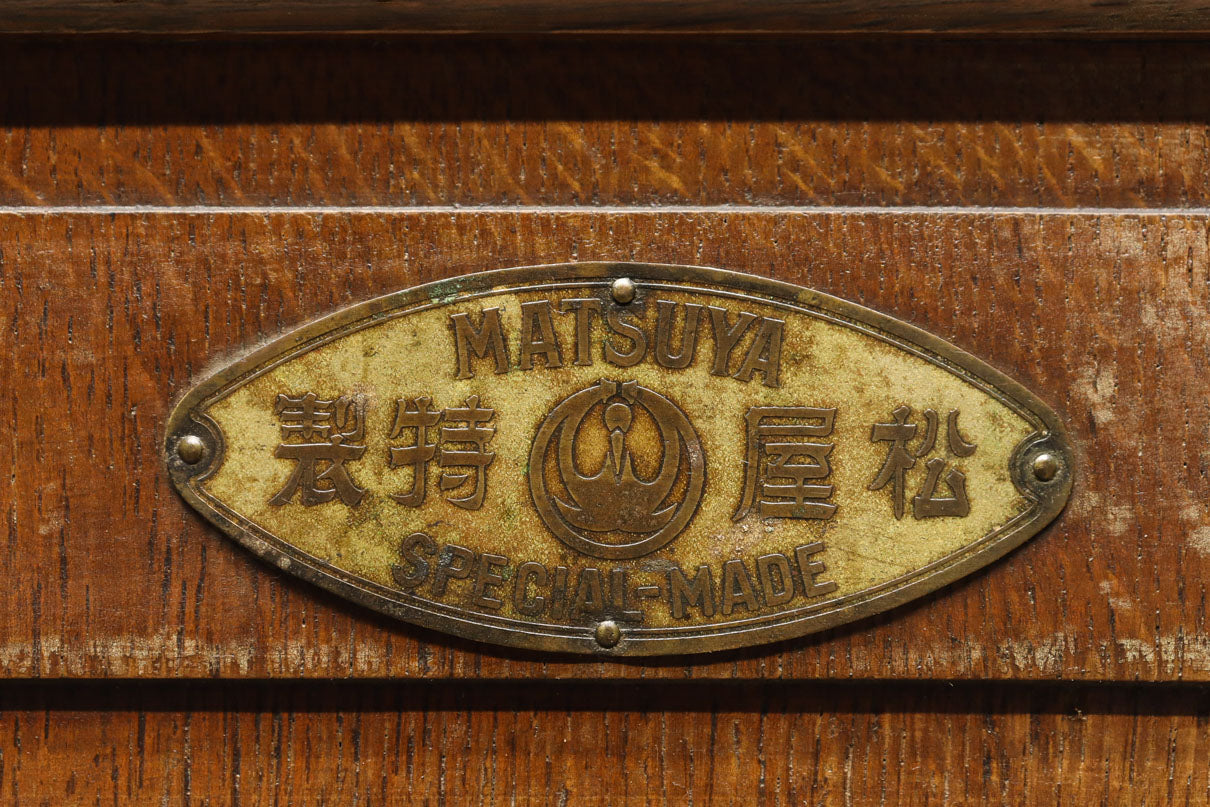 MATSUYA
松屋 特製
SPECIAL-MADE